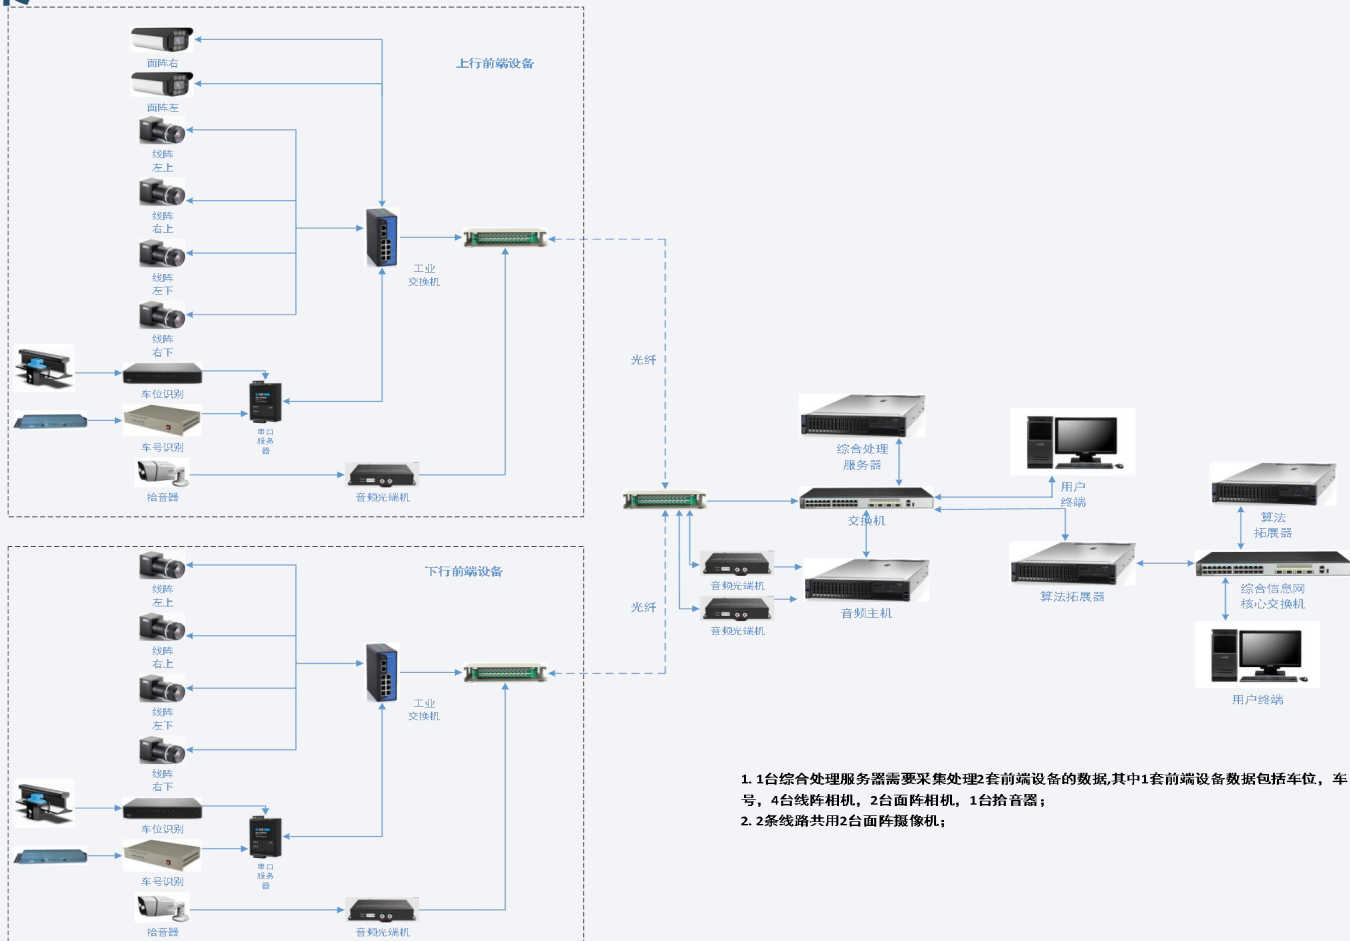 上行前端设备
面阵右
面阵左
线阵
左上
线阵
右上
线阵
左下
线阵
右下
工业
交换机
车位识别
车号识别
串口
服务
器
拾音器
音频光端机
光纤
下行前端设备
线阵
左上
线阵
右上
线阵
左下
线阵
右下
工业
交换机
车位识别
车号识别
串口
服务
器
拾音器
音频光端机
光纤
综合处理
服务器
交换机
音频光端机
音频光端机
音频主机
用户
终端
算法拓展器
算法
拓展器
综合信息网
核心交换机
用户终端
1. 1台综合处理服务器需要采集处理2套前端设备的数据,其中1套前端设备数据包括车位，车
号，4台线阵相机，2台面阵相机，1台拾音器；
2. 2条线路共用2台面阵摄像机；